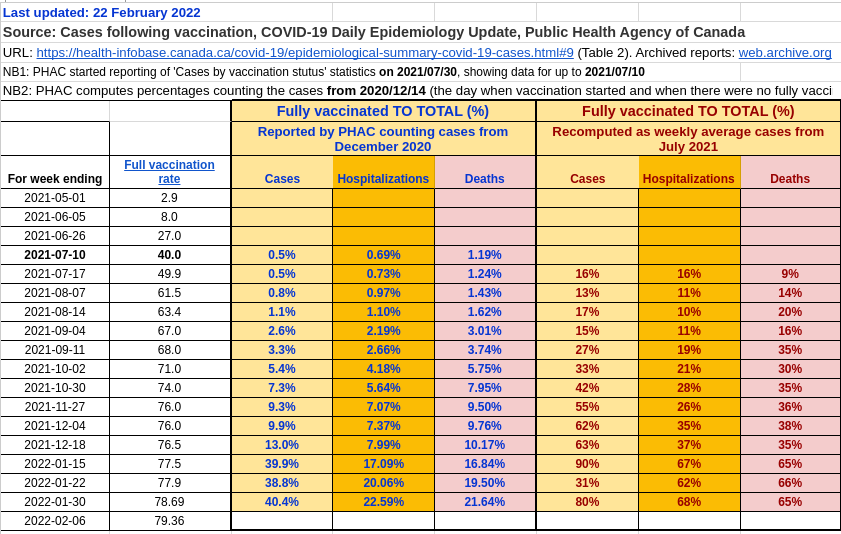 Last updated: 22 February 2022
Source: Cases following vaccination, COVID-19 Daily Epidemiology Update, Public Health Agency of Canada
URL: https://health-infobase.canada.ca/covid-19/epidemiological-summary-covid-19-cases.html#9 (Table 2). Archived reports: web.archive.org
NB1: PHAC started reporting of 'Cases by vaccination stutus' statistics on 2021/07/30, showing data for up to 2021/07/10
NB2: PHAC computes percentages counting the cases from 2020/12/14 (the day when vaccination started and when there were no fully vacci
Fully vaccinated TO TOTAL (%) Fully vaccinated TO TOTAL (%)
Reported by PHAC counting cases from December 2020 Recomputed as weekly average cases from July 2021
For week ending Full vaccination rate Cases Hospitalizations Deaths Cases Hospitalizations Deaths
2021-05-01 2.9
2021-06-05 8.0
2021-06-26 27.0
2021-07-10 40.0 0.5% 0.69% 1.19%
2021-07-17 49.9 0.5% 0.73% 1.24% 16% 16% 9%
2021-08-07 61.5 0.8% 0.97% 1.43% 13% 11% 14%
2021-08-14 63.4 1.1% 1.10% 1.62% 17% 10% 20%
2021-09-04 67.0 2.6% 2.19% 3.01% 15% 11% 16%
2021-09-11 68.0 3.3% 2.66% 3.74% 27% 19% 35%
2021-10-02 71.0 5.4% 4.18% 5.75% 33% 21% 30%
2021-10-30 74.0 7.3% 5.64% 7.95% 42% 28% 35%
2021-11-27 76.0 9.3% 7.07% 9.50% 55% 26% 36%
2021-12-04 76.0 9.9% 7.37% 9.76% 62% 35% 38%
2021-12-18 76.5 13.0% 7.99% 10.17% 63% 37% 35%
2022-01-15 77.5 39.9% 17.09% 16.84% 90% 67% 65%
2022-01-22 77.9 38.8% 20.06% 19.50% 31% 62% 66%
2022-01-30 78.69 40.4% 22.59% 21.64% 80% 68% 65%
2022-02-06 79.36